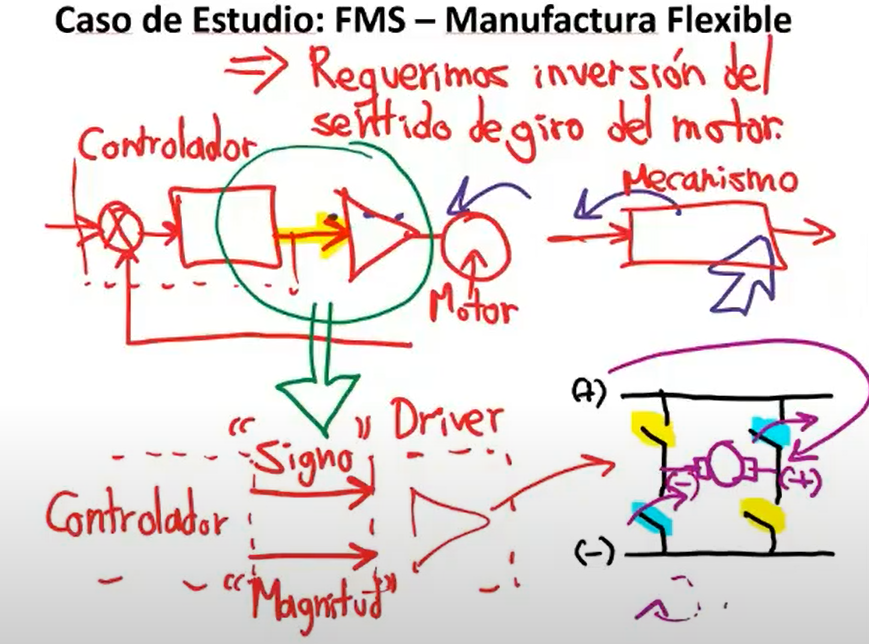 Caso de Estudio: FMS – Manufactura Flexible
⇒ Requerimos inversión del
sentido de giro del motor.
Controlador
Mecanismo
X
Motor
(+)
"Signo"
Driver
(-) (+)
Controlador
(-)
"Magnitud"